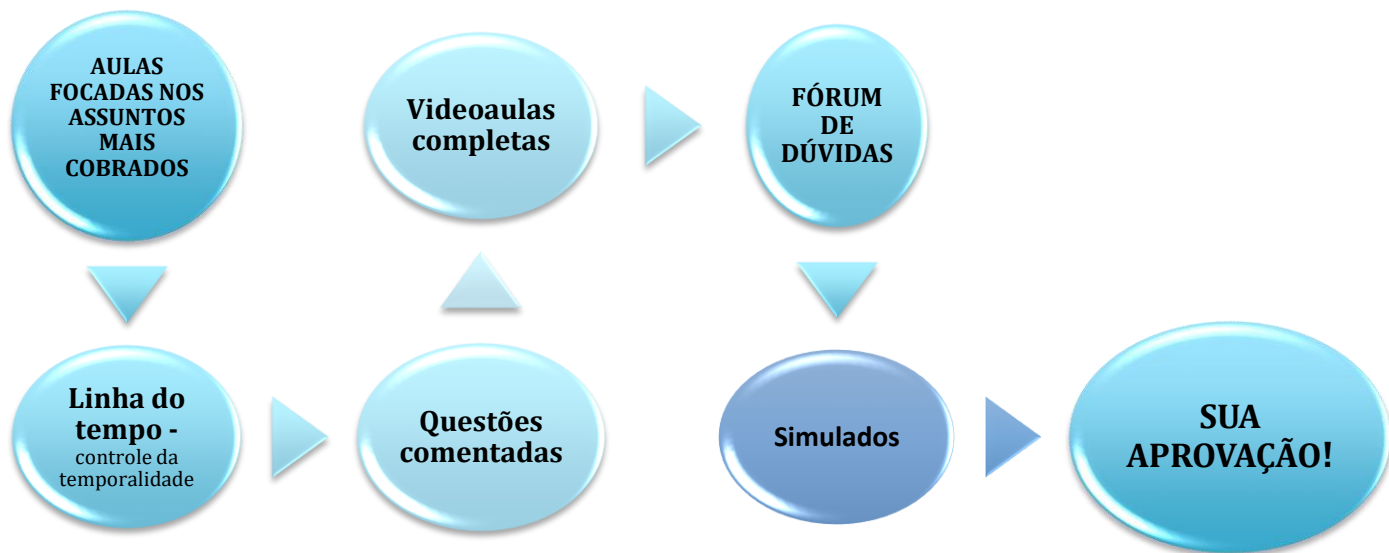 AULAS
FOCADAS NOS
ASSUNTOS
MAIS
COBRADOS
Linha do
tempo -
controle da
temporalidade
Questões
comentadas
Videoaulas
completas
FÓRUM
DE
DÚVIDAS
Simulados
SUA
APROVAÇÃO!